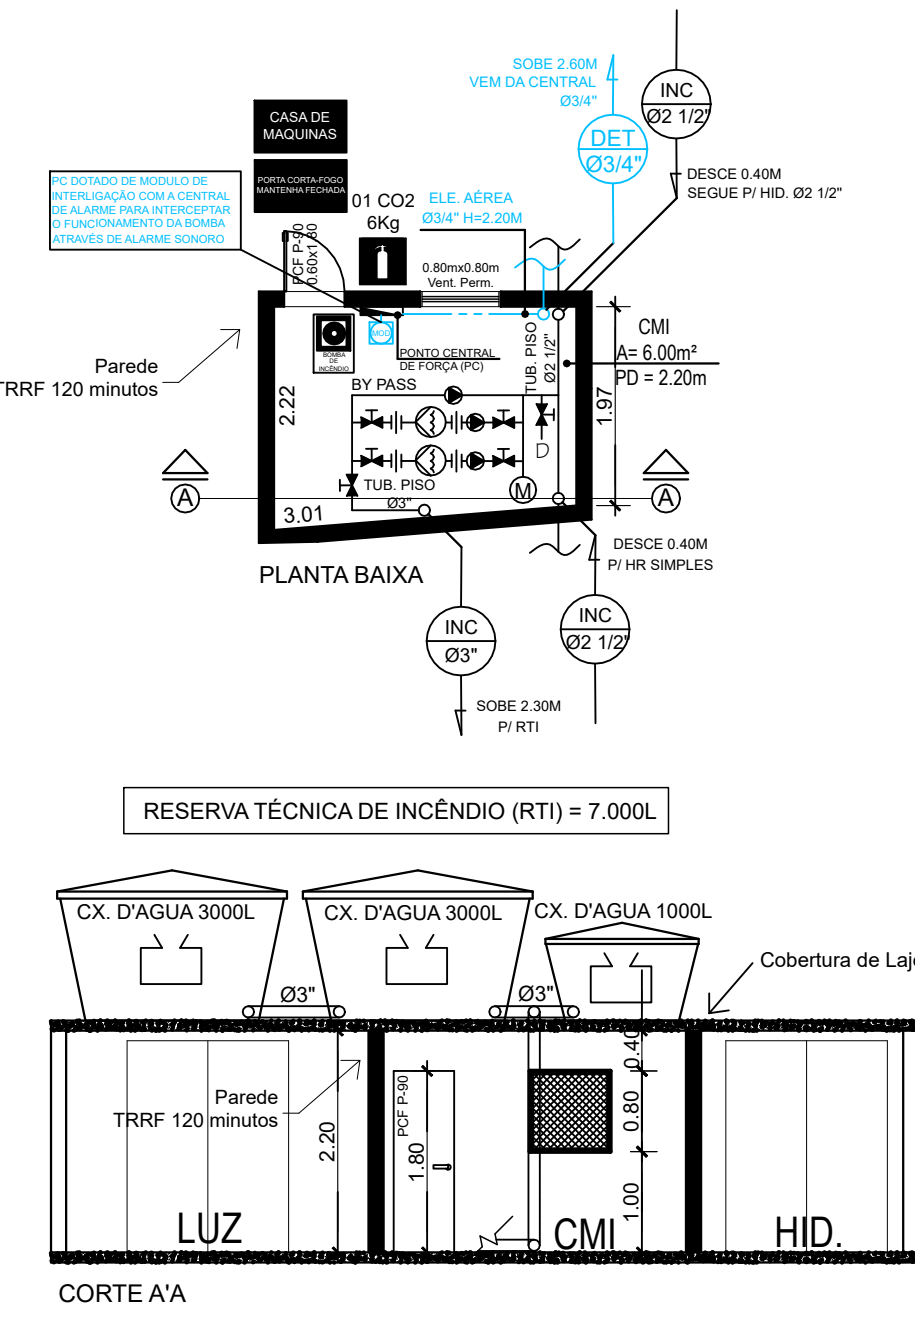 SOBE 2.60M
VEM DA CENTRAL
Ø3/4"
INC
Ø2 1/2"
DET
Ø3/4"
CASA DE
MAQUINAS
PORTA CORTA-FOGO
MANTENHA FECHADA
DESCE 0.40M
SEGUE P/ HID. Ø2 1/2"
PC DOTADO DE MODULO DE
INTERLIGAÇÃO COM A CENTRAL
DE ALARME PARA INTERCEPTAR
O FUNCIONAMENTO DA BOMBA
ATRAVÉS DE ALARME SONORO
01 CO2
6Kg
ELE. AÉREA
Ø3/4" H=2.20M
PCF P-90
0.60x1.80
0.80mx0.80m
Vent. Perm.
MOD
BOMBA
DE
INCÊNDIO
PONTO CENTRAL
DE FORÇA (PC)
TUB. PISO
Ø2 1/2"
CMI
A= 6.00m²
PD = 2.20m
Parede
TRRF 120 minutos
2.22
BY PASS
1.97
D
TUB. PISO
Ø3"
M
A
A
3.01
DESCE 0.40M
P/ HR SIMPLES
PLANTA BAIXA
INC
Ø3"
INC
Ø2 1/2"
SOBE 2.30M
P/ RTI
RESERVA TÉCNICA DE INCÊNDIO (RTI) = 7.000L
CX. D'AGUA 3000L
CX. D'AGUA 3000L
CX. D'AGUA 1000L
Cobertura de Laje
Ø3"
Ø3"
0.40
Parede
TRRF 120 minutos
2.20
PCF P-90
1.80
0.80
1.00
LUZ
CMI
HID.
CORTE A'A